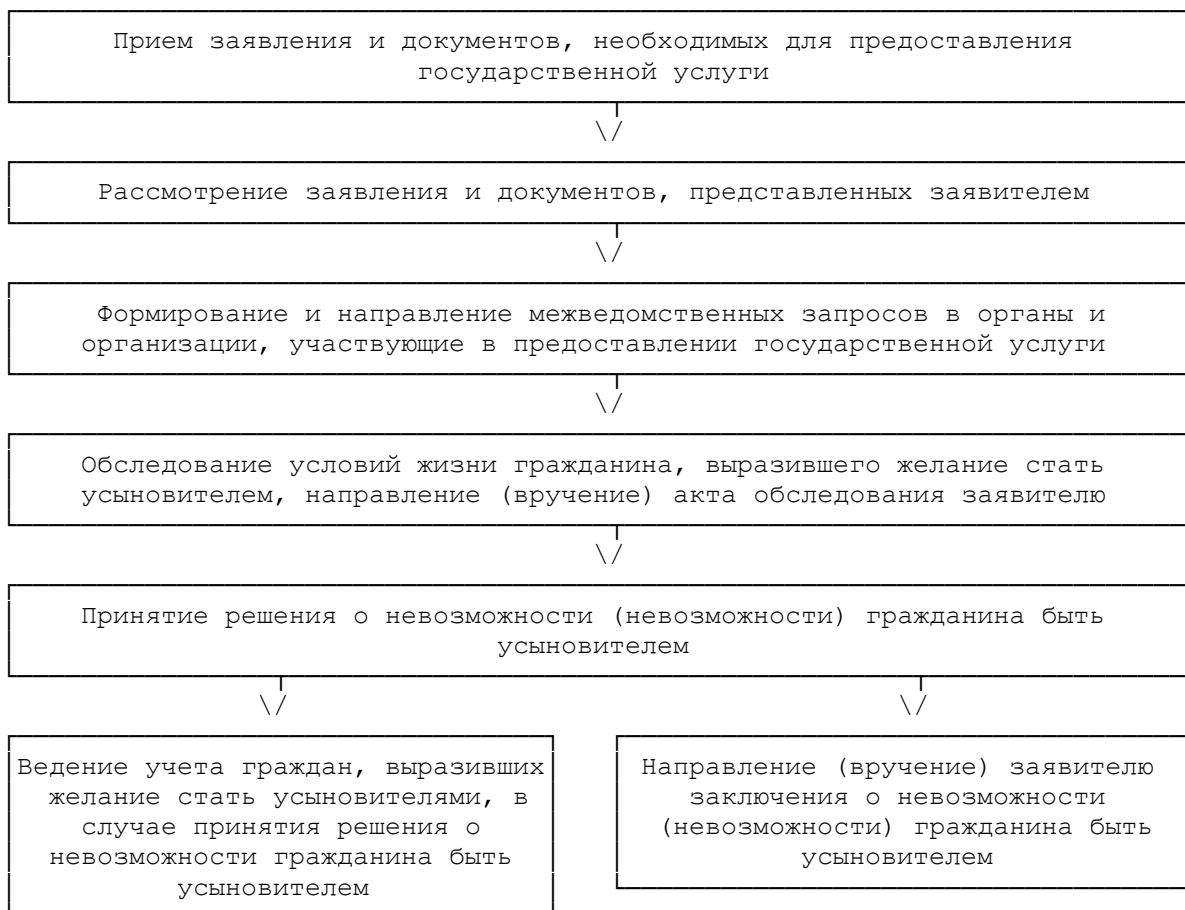 Прием заявления и документов, необходимых для предоставления
государственной услуги
Рассмотрение заявления и документов, представленных заявителем
Формирование и направление межведомственных запросов в органы и
организации, участвующие в предоставлении государственной услуги
Обследование условий жизни гражданина, выразившего желание стать
усыновителем, направление (вручение) акта обследования заявителю
Принятие решения о невозможности (невозможности) гражданина быть
усыновителем
Ведение учета граждан, выразивших
желание стать усыновителями, в
случае принятия решения о
невозможности гражданина быть
усыновителем
Направление (вручение) заявителю
заключения о невозможности
(невозможности) гражданина быть
усыновителем